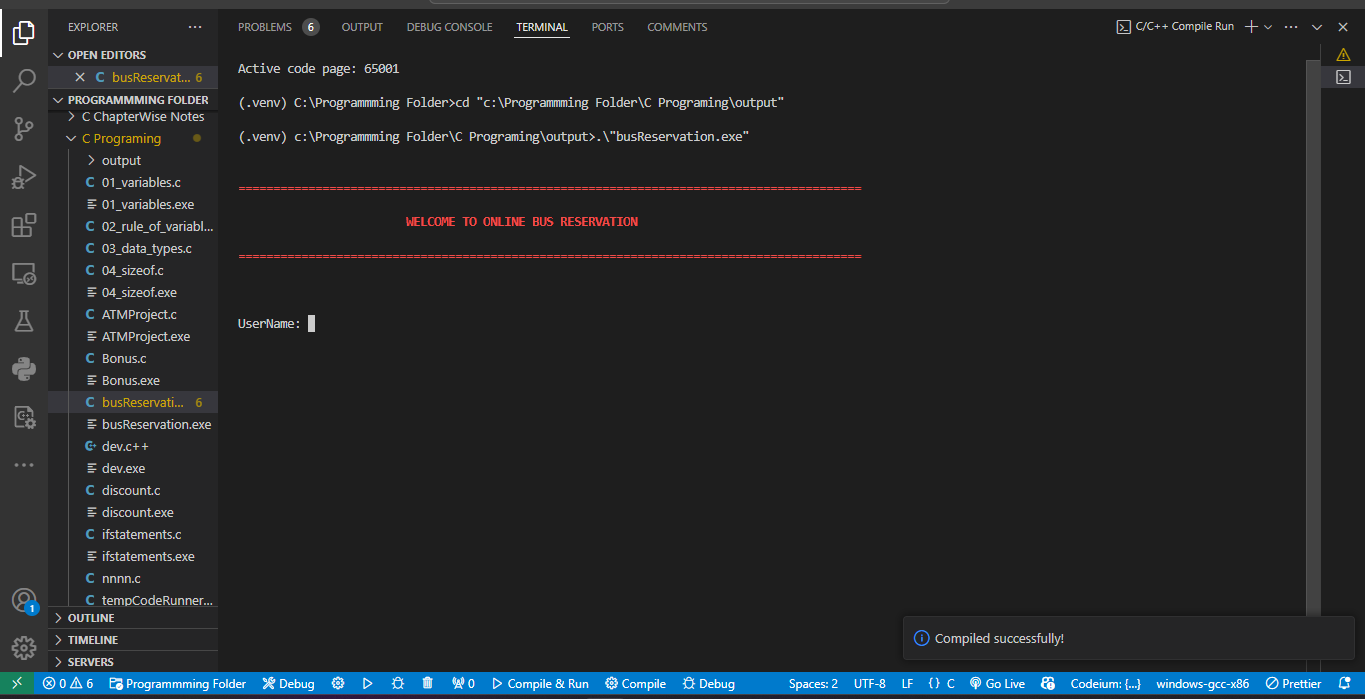 EXPLORER
OPEN EDITORS
busReservat... 6
PROGRAMMMING FOLDER
C ChapterWise Notes
C Programing
output
C 01_variables.c
01_variables.exe
C 02_rule_of_variabl...
C 03_data_types.c
C 04_sizeof.c
04_sizeof.exe
C ATMProject.c
ATMProject.exe
C Bonus.c
Bonus.exe
C busReservati... 6
busReservation.exe
dev.c++
dev.exe
C discount.c
discount.exe
C ifstatements.c
ifstatements.exe
C nnnn.c
C tempCodeRunner...
OUTLINE
TIMELINE
SERVERS
1
PROBLEMS 6 OUTPUT DEBUG CONSOLE TERMINAL PORTS COMMENTS
C/C++ Compile Run
Active code page: 65001
(.venv) C:\Programmming Folder>cd "c:\Programmming Folder\C Programing\output"
(.venv) c:\Programmming Folder\C Programing\output>.\"busReservation.exe"
=========================================================================================
WELCOME TO ONLINE BUS RESERVATION
=========================================================================================
UserName:
Compiled successfully!
0 6 Programmming Folder Debug 0 Compile & Run Compile Debug Spaces: 2 UTF-8 LF {} C Go Live Codeium: {...} windows-gcc-x86 Prettier